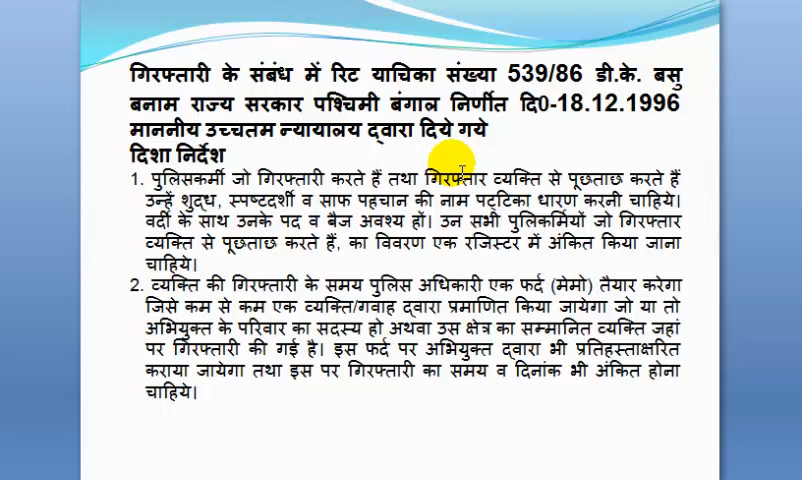 गिरफ्तारी के संबंध में रिट याचिका संख्या 539/86 डी.के. बसु
बनाम राज्य सरकार पश्चिमी बंगाल निर्णीत दि0-18.12.1996
माननीय उच्चतम न्यायालय द्वारा दिये गये
दिशा निर्देश
1. पुलिसकर्मी जो गिरफ्तारी करते हैं तथा गिरफ्तार व्यक्ति से पूछताछ करते हैं
उन्हें शुद्ध, स्पष्टदर्शी व साफ पहचान की नाम पट्टिका धारण करनी चाहिये।
वर्दी के साथ उनके पद व बैज अवश्य हों। उन सभी पुलिकर्मियों जो गिरफ्तार
व्यक्ति से पूछताछ करते हैं, का विवरण एक रजिस्टर में अंकित किया जाना
चाहिये।
2. व्यक्ति की गिरफ्तारी के समय पुलिस अधिकारी एक फर्द (मेमो) तैयार करेगा
जिसे कम से कम एक व्यक्ति/गवाह द्वारा प्रमाणित किया जायेगा जो या तो
अभियुक्त के परिवार का सदस्य हो अथवा उस क्षेत्र का सम्मानित व्यक्ति जहां
पर गिरफ्तारी की गई है। इस फर्द पर अभियुक्त द्वारा भी प्रतिहस्ताक्षरित
कराया जायेगा तथा इस पर गिरफ्तारी का समय व दिनांक भी अंकित होना
चाहिये।